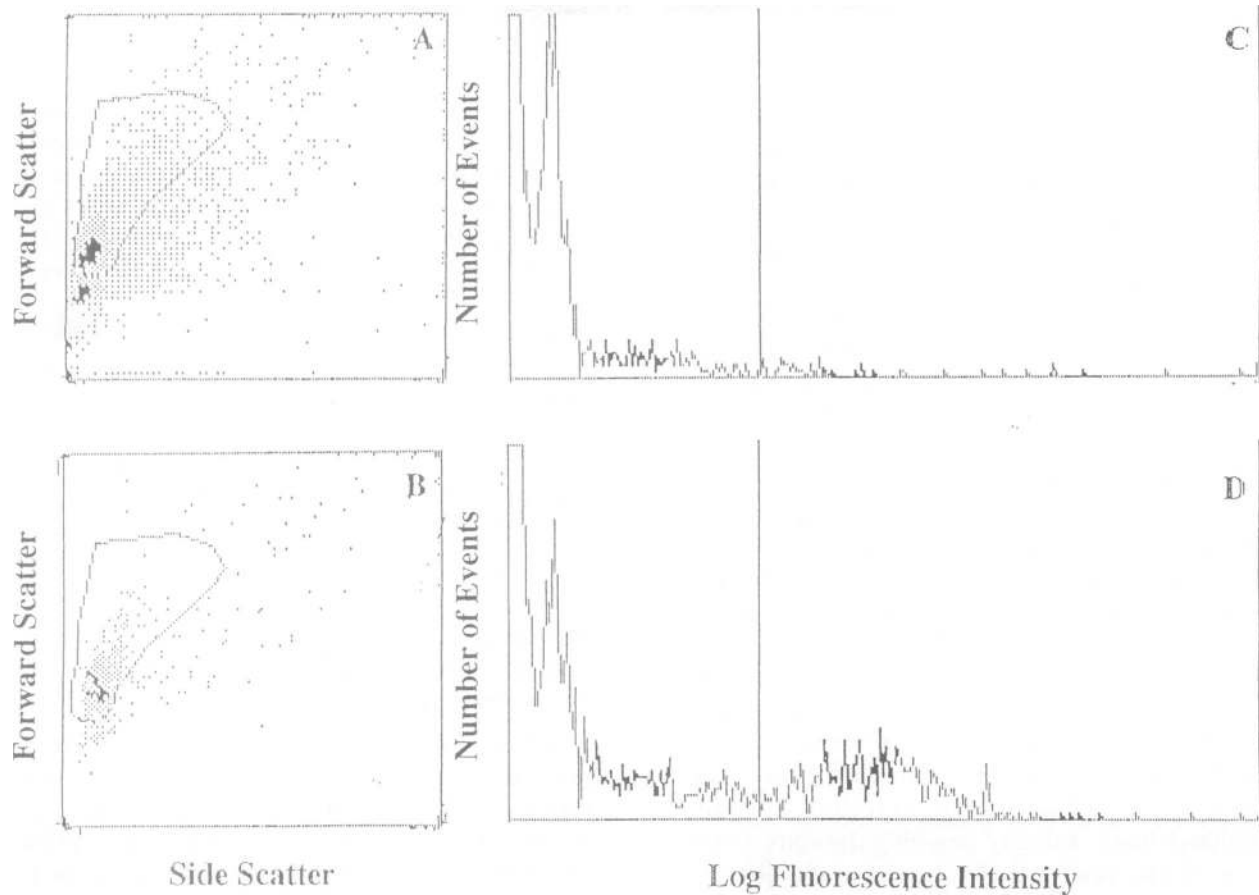 A
C
Forward Scatter
Number of Events
B
D
Forward Scatter
Number of Events
Side Scatter
Log Fluorescence Intensity